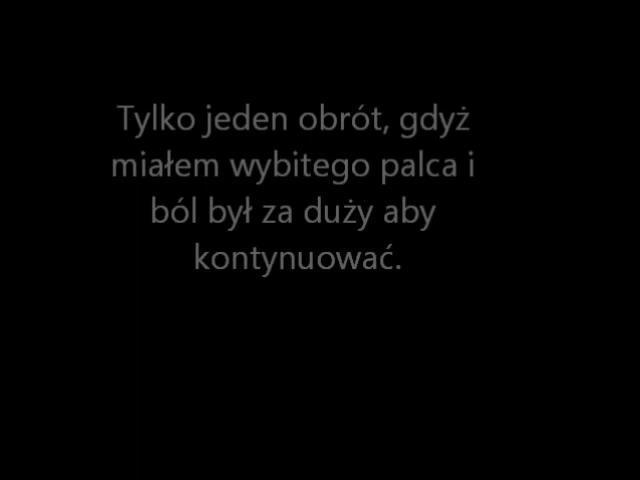 Tylko jeden obrót, gdyż
miałem wybitego palca i
ból był za duży aby
kontynuować.